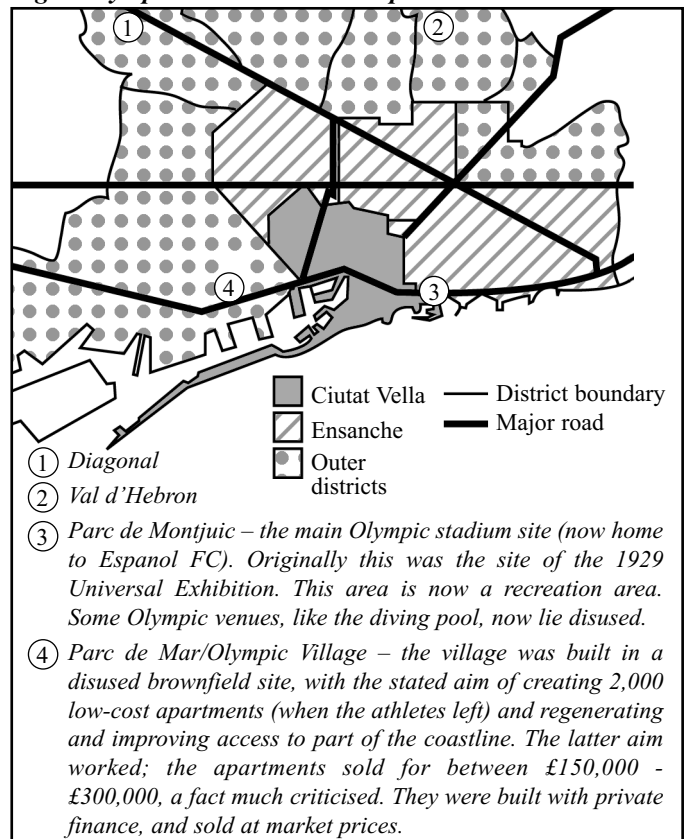 1
2
4
3
Ciutat Vella
District boundary
Ensanche
Major road
Outer
districts
1 Diagonal
2 Val d'Hebron
3 Parc de Montjuic – the main Olympic stadium site (now home
to Espanol FC). Originally this was the site of the 1929
Universal Exhibition. This area is now a recreation area.
Some Olympic venues, like the diving pool, now lie disused.
4 Parc de Mar/Olympic Village – the village was built in a
disused brownfield site, with the stated aim of creating 2,000
low-cost apartments (when the athletes left) and regenerating
and improving access to part of the coastline. The latter aim
worked; the apartments sold for between £150,000 -
£300,000, a fact much criticised. They were built with private
finance, and sold at market prices.